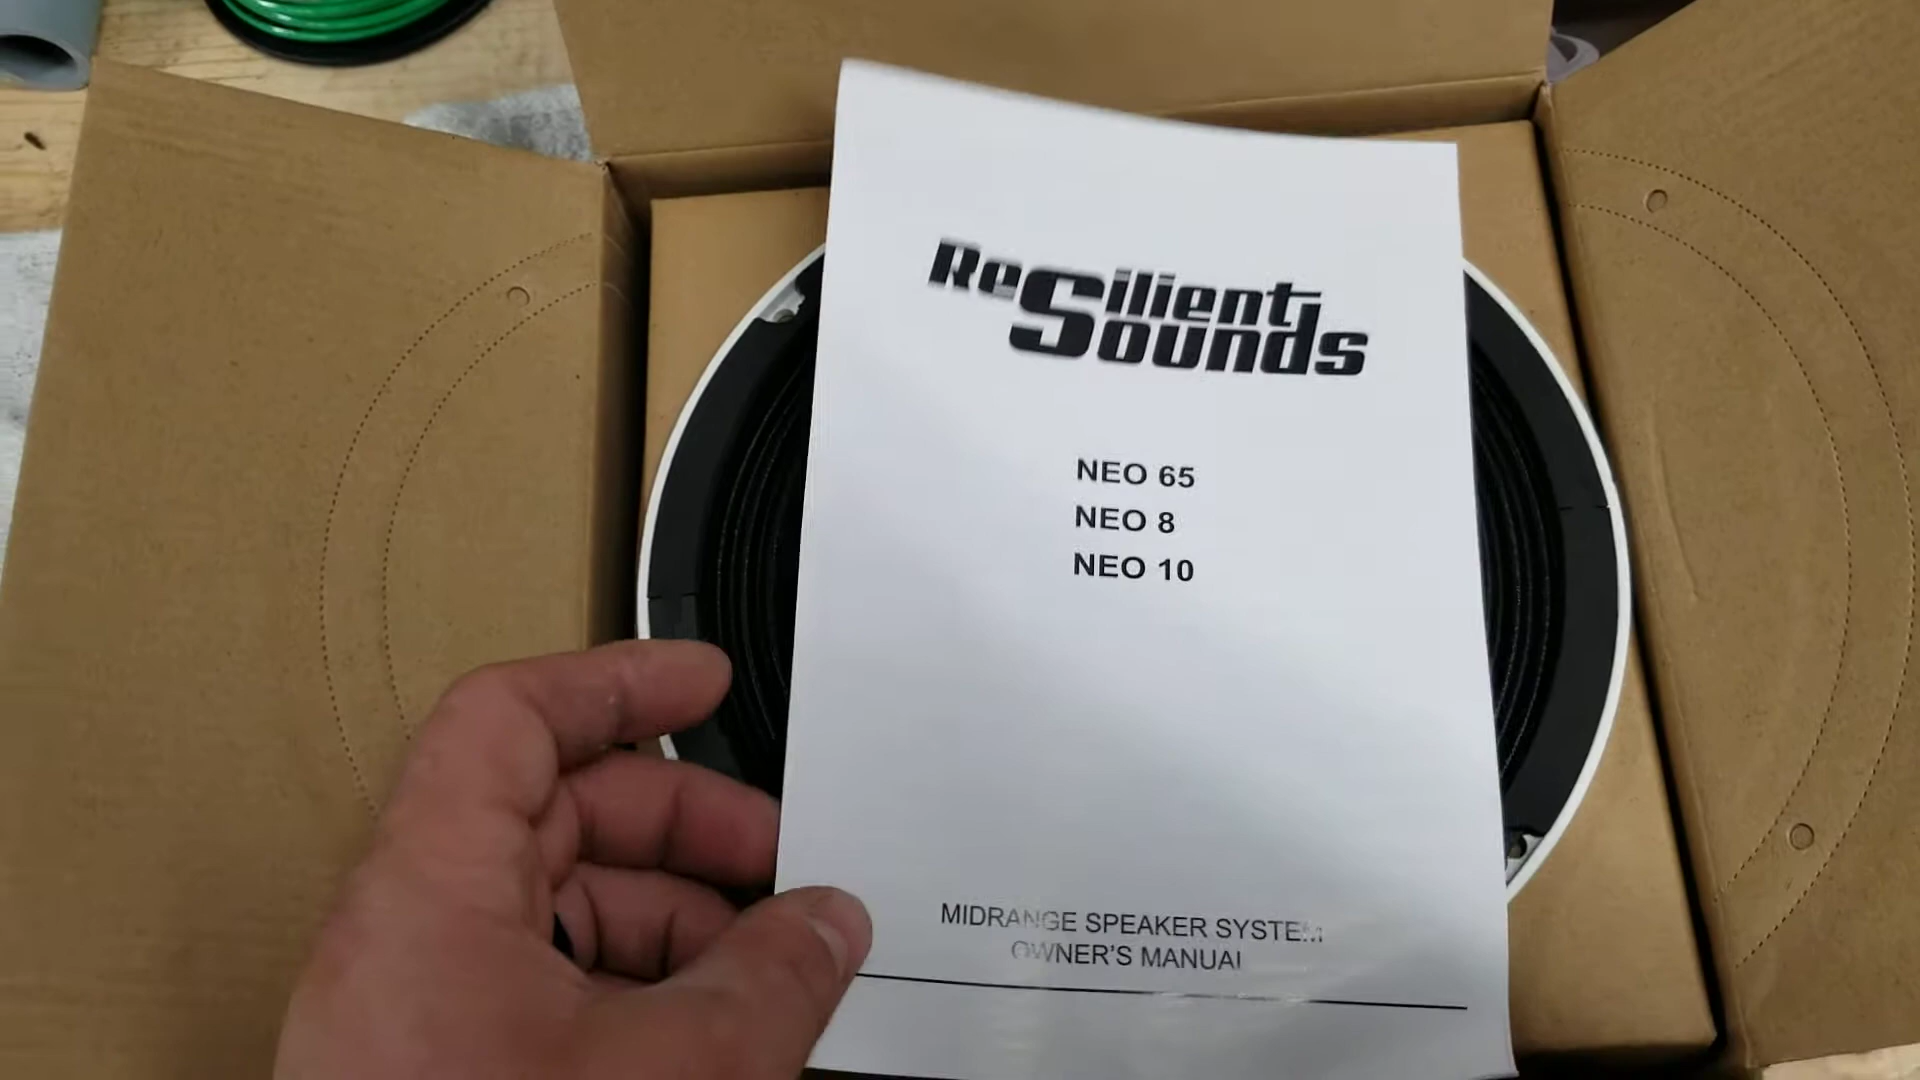 ReSilient
Sounds
NEO 65
NEO 8
NEO 10
MIDRANGE SPEAKER SYSTEM
OWNER'S MANUAL